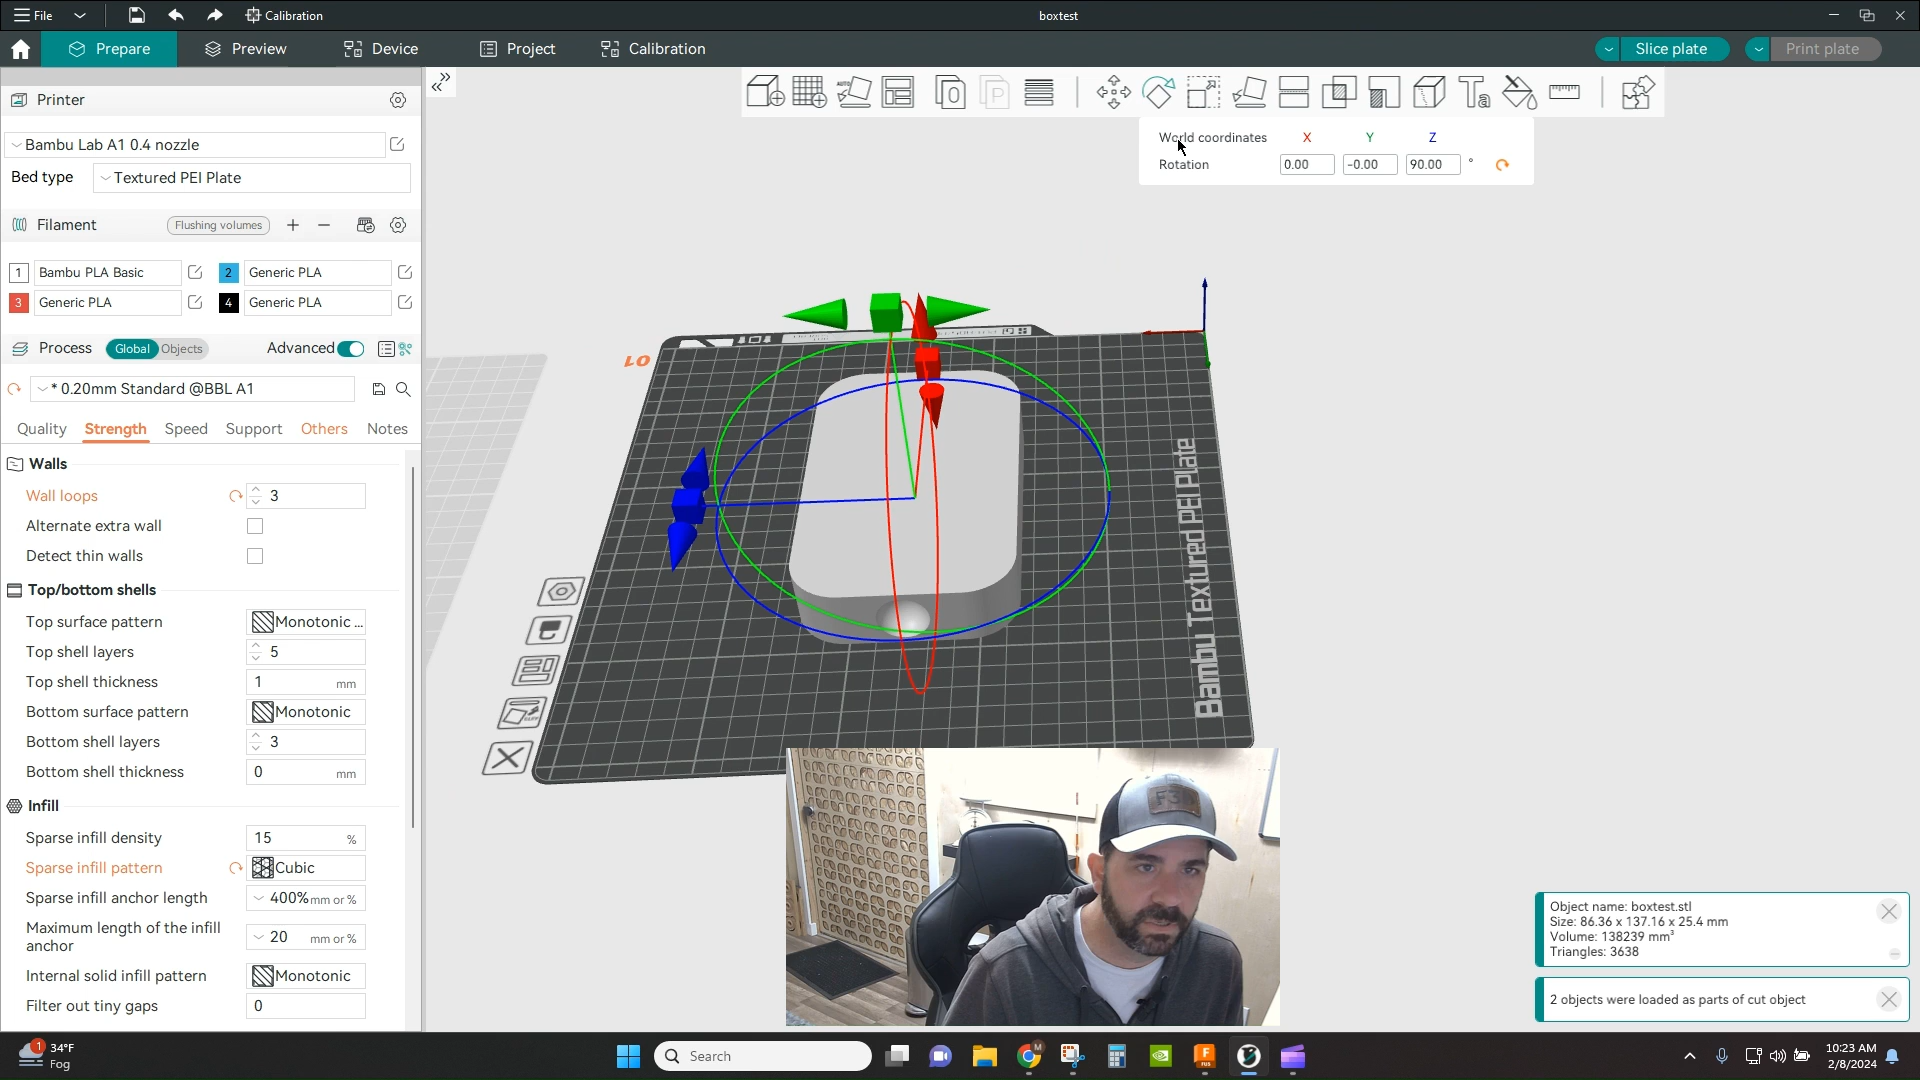 File
Calibration
boxtest
Prepare
Preview
Device
Project
Calibration
Slice plate
Print plate
Printer
Bambu Lab A1 0.4 nozzle
Bed type
Textured PEI Plate
Filament
Flushing volumes
1 Bambu PLA Basic
2 Generic PLA
3 Generic PLA
4 Generic PLA
Process
Global
Objects
Advanced
* 0.20mm Standard @BBL A1
Quality
Strength
Speed
Support
Others
Notes
Walls
Wall loops 3
Alternate extra wall
Detect thin walls
Top/bottom shells
Top surface pattern Monotonic ...
Top shell layers 5
Top shell thickness 1 mm
Bottom surface pattern Monotonic
Bottom shell layers 3
Bottom shell thickness 0 mm
Infill
Sparse infill density 15 %
Sparse infill pattern Cubic
Sparse infill anchor length 400% mm or %
Maximum length of the infill
anchor 20 mm or %
Internal solid infill pattern Monotonic
Filter out tiny gaps 0
World coordinates X Y Z
Rotation 0.00 -0.00 90.00 °
01
Bambu Textured PEI Plate
Object name: boxtest.stl
Size: 86.36 x 137.16 x 25.4 mm
Volume: 138239 mm³
Triangles: 3638
2 objects were loaded as parts of cut object
1
34°F
Fog
Search
10:23 AM
2/8/2024